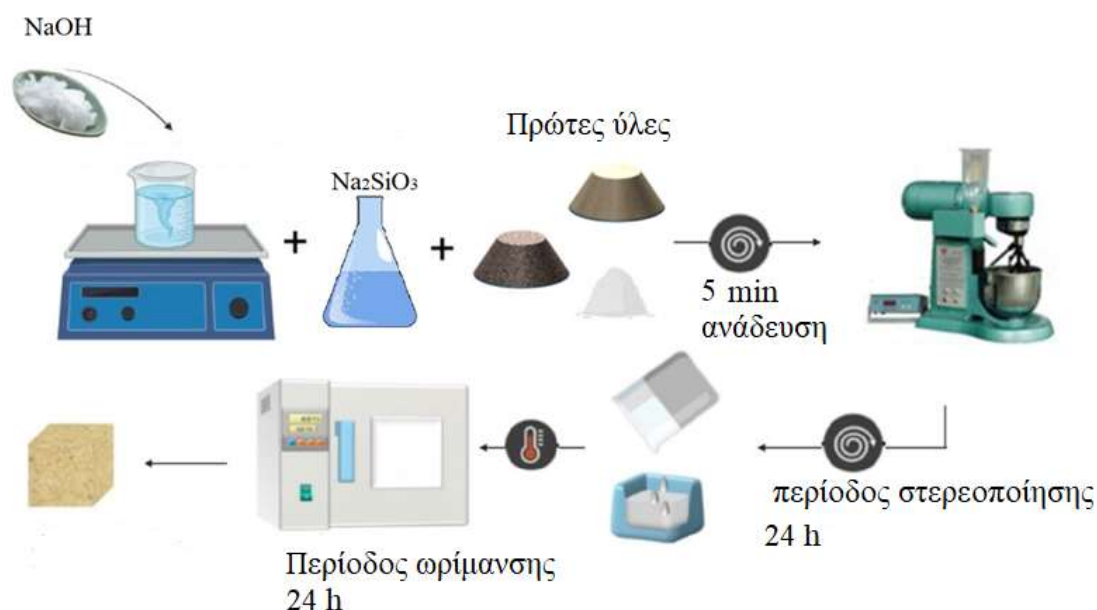 NaOH
Πρώτες ύλες
Na₂SiO₃
5 min
ανάδευση
περίοδος στερεοποίησης
24 h
Περίοδος ωρίμανσης
24 h